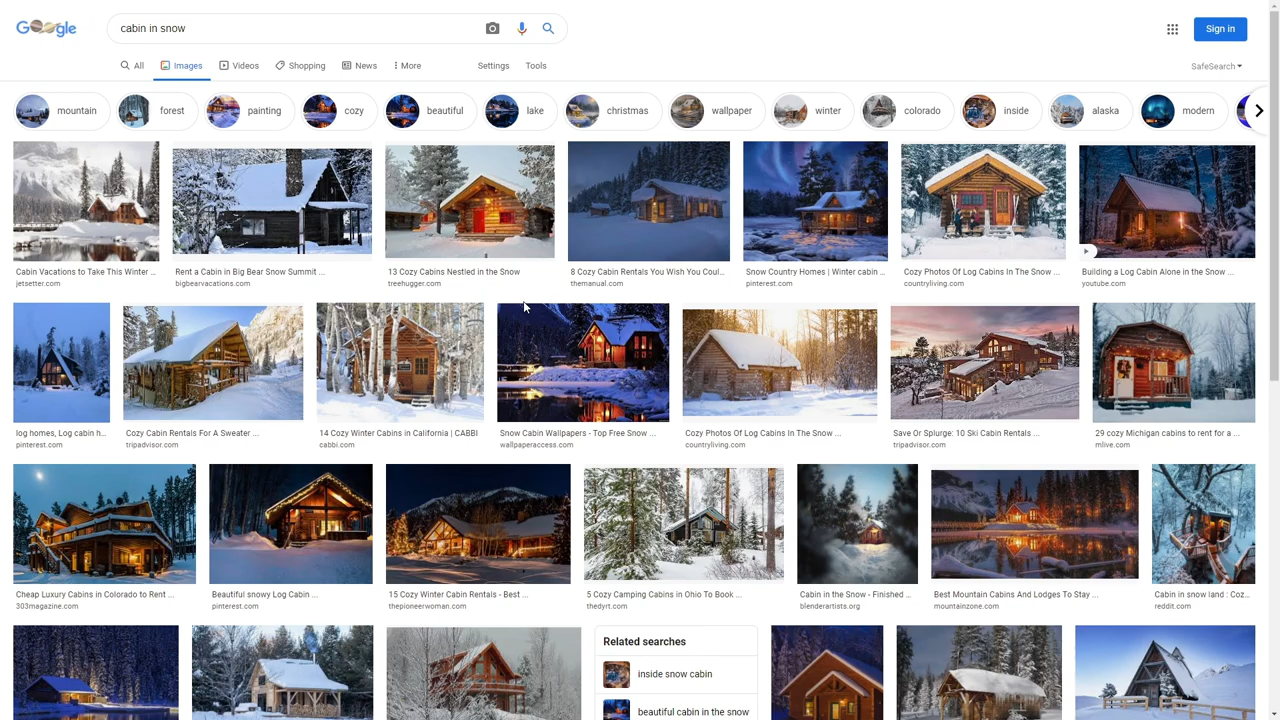 Google
cabin in snow
Sign in
All
Images
Videos
Shopping
News
More
Settings
Tools
SafeSearch
mountain
forest
painting
cozy
beautiful
lake
christmas
wallpaper
winter
colorado
inside
alaska
modern
Cabin Vacations to Take This Winter ...
jetsetter.com
Rent a Cabin in Big Bear Snow Summit ...
bigbearvacations.com
13 Cozy Cabins Nestled in the Snow
treehugger.com
8 Cozy Cabin Rentals You Wish You Coul...
themanual.com
Snow Country Homes | Winter cabin ...
pinterest.com
Cozy Photos Of Log Cabins In The Snow ...
countryliving.com
Building a Log Cabin Alone in the Snow ...
youtube.com
log homes, Log cabin h...
pinterest.com
Cozy Cabin Rentals For A Sweater ...
tripadvisor.com
14 Cozy Winter Cabins in California | CABBI
cabbi.com
Snow Cabin Wallpapers - Top Free Snow ...
wallpaperaccess.com
Cozy Photos Of Log Cabins In The Snow ...
countryliving.com
Save Or Splurge: 10 Ski Cabin Rentals ...
tripadvisor.com
29 cozy Michigan cabins to rent for a ...
mlive.com
Cheap Luxury Cabins in Colorado to Rent ...
303magazine.com
Beautiful snowy Log Cabin ...
pinterest.com
15 Cozy Winter Cabin Rentals - Best ...
thepioneerwoman.com
5 Cozy Camping Cabins in Ohio To Book ...
thedyrt.com
Cabin in the Snow - Finished ...
blenderartists.org
Best Mountain Cabins And Lodges To Stay ...
mountainzone.com
Cabin in snow land : Coz...
reddit.com
Related searches
inside snow cabin
beautiful cabin in the snow